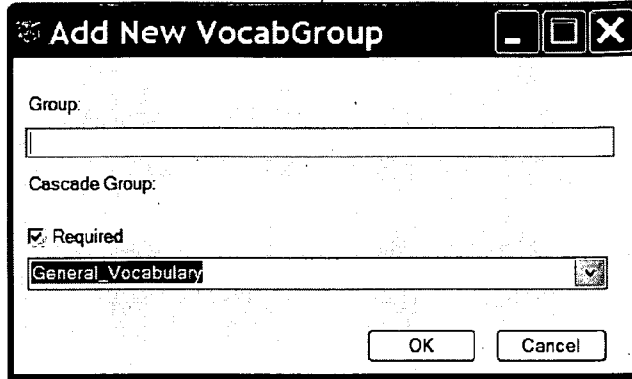 Add New VocabGroup
Group:
Cascade Group:
Required
General_Vocabulary
OK Cancel